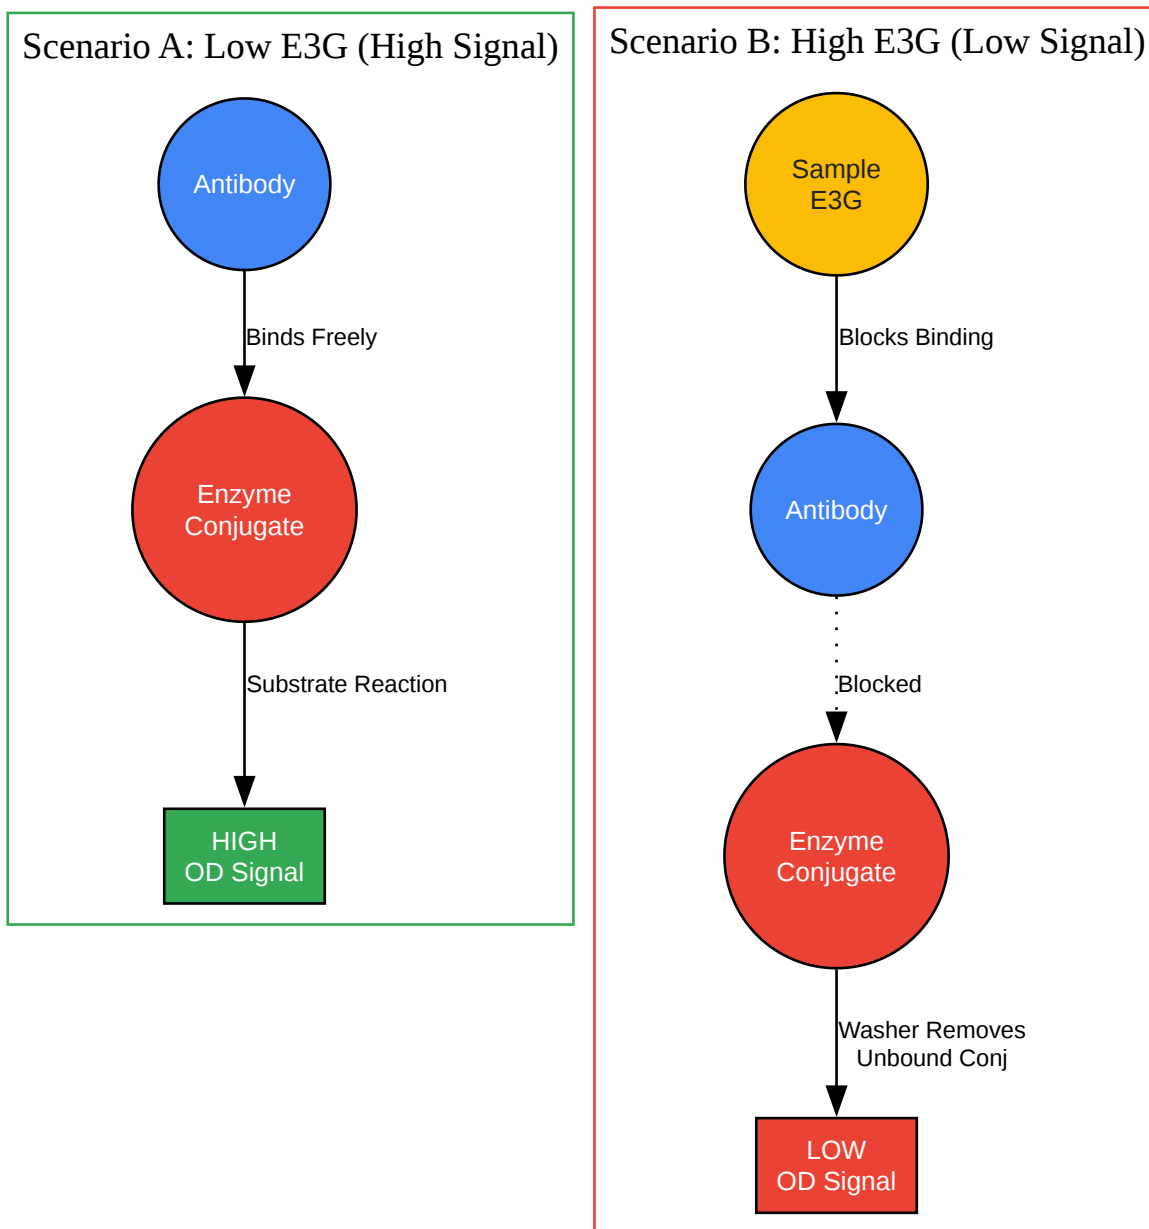 Scenario A: Low E3G (High Signal)
Antibody
Binds Freely
Enzyme
Conjugate
Substrate Reaction
HIGH
OD Signal
Scenario B: High E3G (Low Signal)
Sample
E3G
Blocks Binding
Antibody
Blocked
Enzyme
Conjugate
Washer Removes
Unbound Conj
LOW
OD Signal